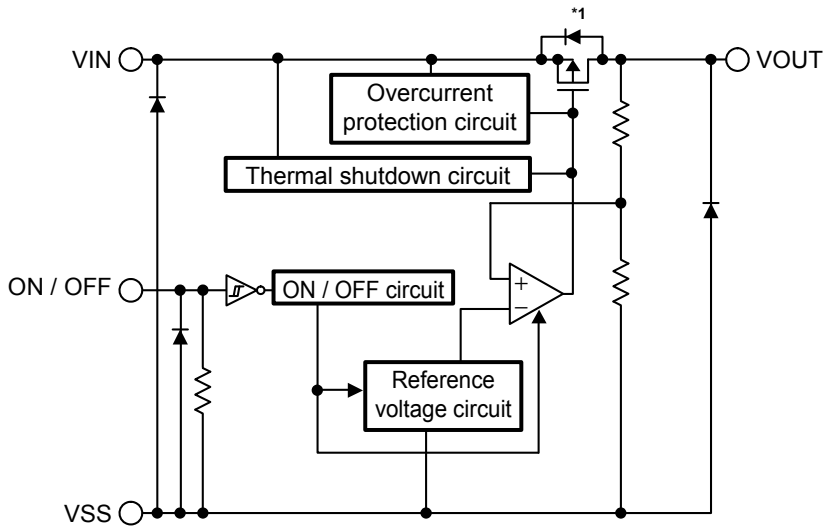 *1
VIN
VOUT
Overcurrent
protection circuit
Thermal shutdown circuit
ON / OFF
ON / OFF circuit
+
−
Reference
voltage circuit
VSS